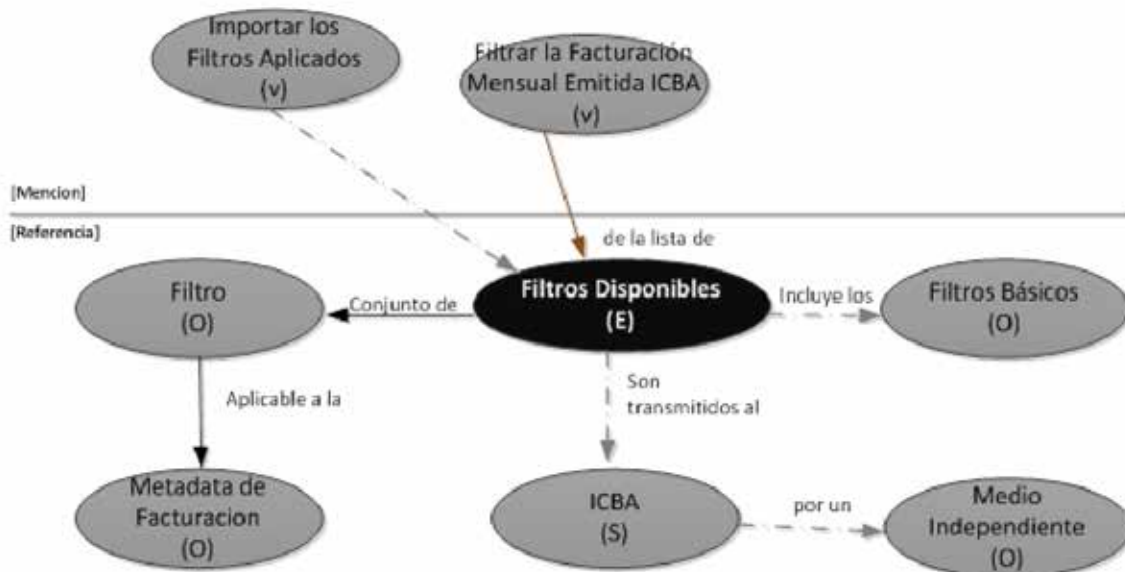 Importar los
Filtros Aplicados
(v)
Filtrar la Facturación
Mensual Emitida ICBA
(v)
[Mencion]
[Referencia]
de la lista de
Filtro
(O)
Conjunto de
Filtros Disponibles
(E)
Incluye los
Filtros Básicos
(O)
Aplicable a la
Son
transmitidos al
Metadata de
Facturacion
(O)
ICBA
(S)
por un
Medio
Independiente
(O)